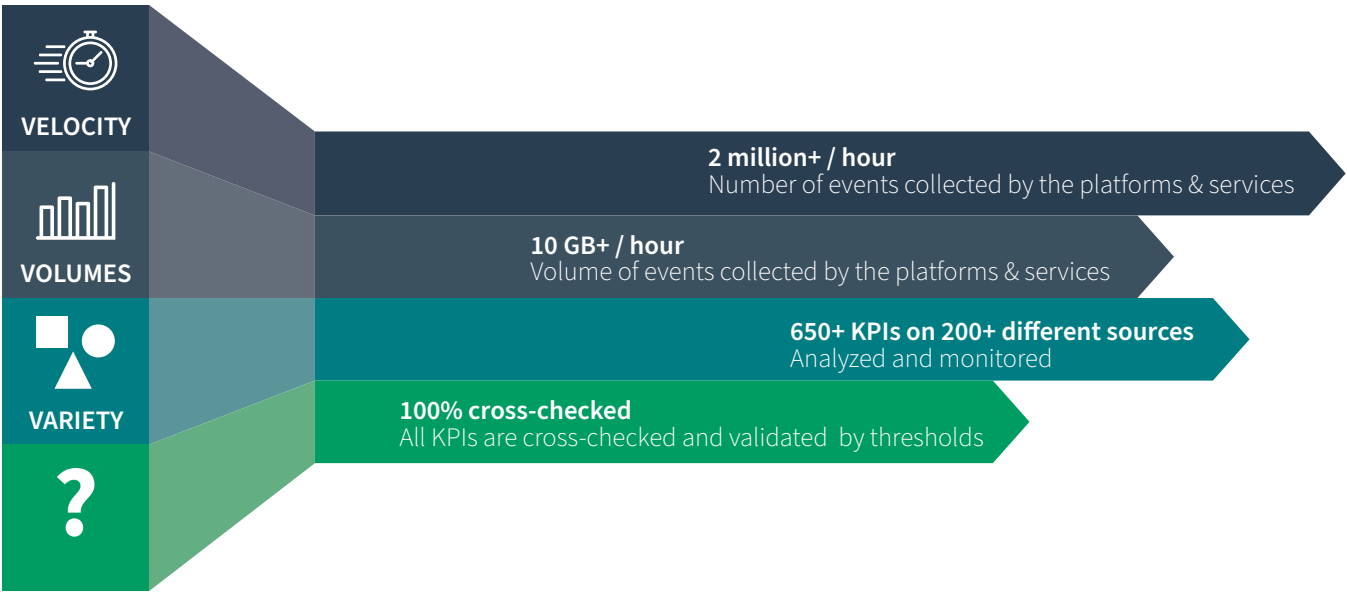 VELOCITY
2 million+ / hour
Number of events collected by the platforms & services
VOLUMES
10 GB+ / hour
Volume of events collected by the platforms & services
VARIETY
650+ KPIs on 200+ different sources
Analyzed and monitored
?
100% cross-checked
All KPIs are cross-checked and validated  by thresholds